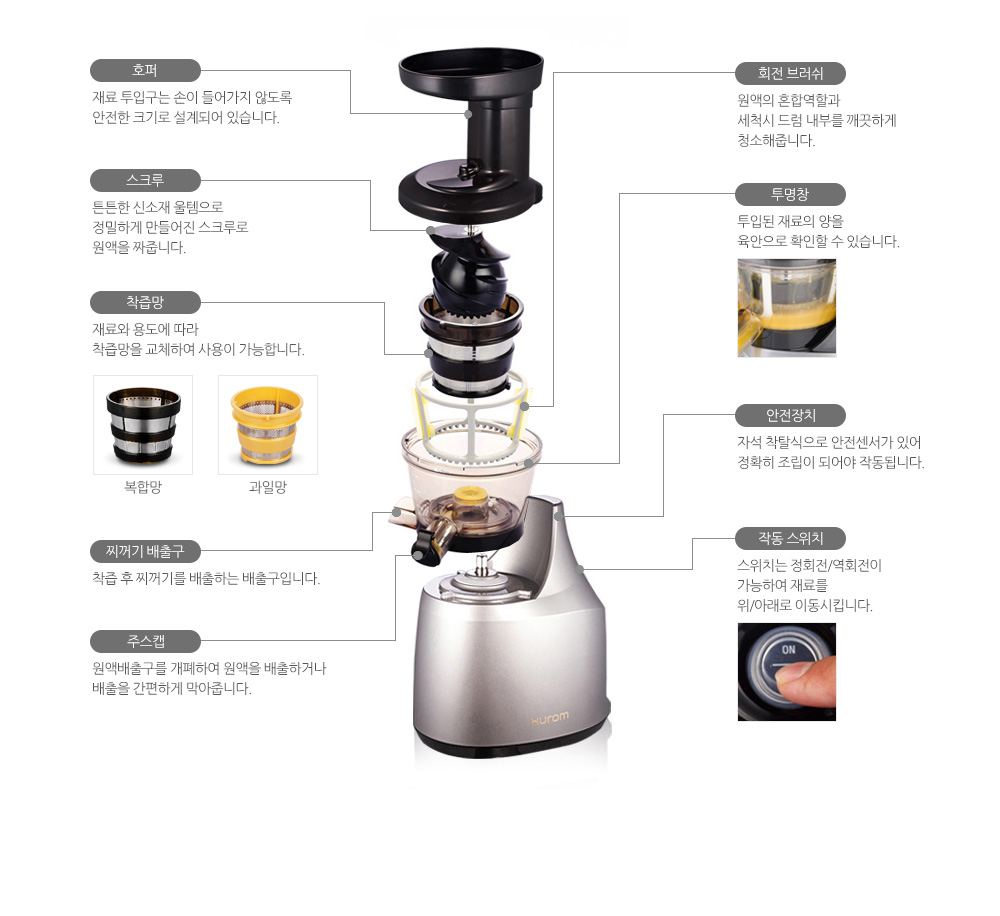 호퍼
재료 투입구는 손이 들어가지 않도록
안전한 크기로 설계되어 있습니다.
스크루
튼튼한 신소재 울템으로
정밀하게 만들어진 스크루로
원액을 짜줍니다.
착즙망
재료와 용도에 따라
착즙망을 교체하여 사용이 가능합니다.
복합망
과일망
찌꺼기 배출구
착즙 후 찌꺼기를 배출하는 배출구입니다.
주스캡
원액배출구를 개폐하여 원액을 배출하거나
배출을 간편하게 막아줍니다.
회전 브러쉬
원액의 혼합역할과
세척시 드럼 내부를 깨끗하게
청소해줍니다.
투명창
투입된 재료의 양을
육안으로 확인할 수 있습니다.
안전장치
자석 착탈식으로 안전센서가 있어
정확히 조립이 되어야 작동됩니다.
작동 스위치
스위치는 정회전/역회전이
가능하여 재료를
위/아래로 이동시킵니다.
ON
Hurom